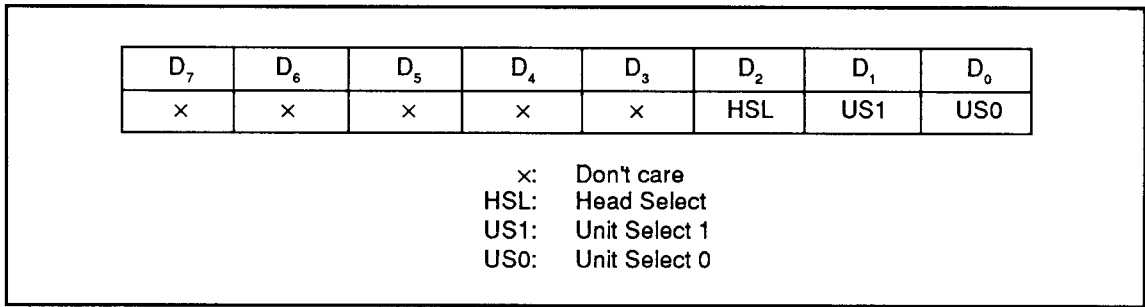 D₇ D₆ D₅ D₄ D₃ D₂ D₁ D₀
× × × × × HSL US1 US0
×: Don't care
HSL: Head Select
US1: Unit Select 1
US0: Unit Select 0